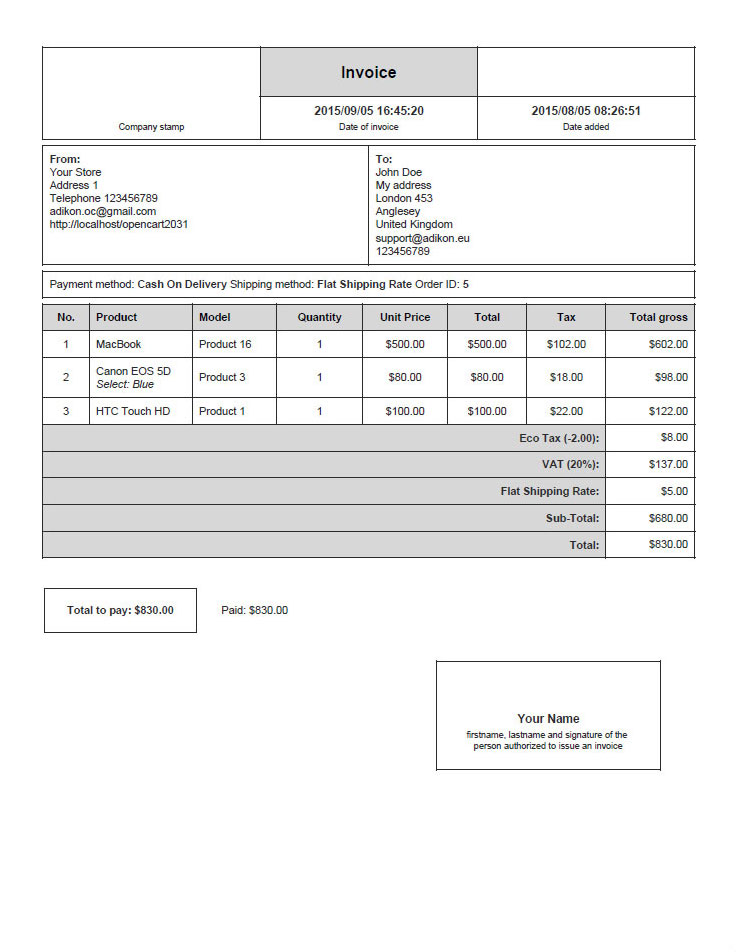 Invoice
Company stamp
2015/09/05 16:45:20
Date of invoice
2015/08/05 08:26:51
Date added
From:
Your Store
Address 1
Telephone 123456789
adikon.oc@gmail.com
http://localhost/opencart2031
To:
John Doe
My address
London 453
Anglesey
United Kingdom
support@adikon.eu
123456789
Payment method: Cash On Delivery Shipping method: Flat Shipping Rate Order ID: 5
No. Product Model Quantity Unit Price Total Tax Total gross
1 MacBook Product 16 1 $500.00 $500.00 $102.00 $602.00
2 Canon EOS 5D Product 3 1 $80.00 $80.00 $18.00 $98.00
Select: Blue
3 HTC Touch HD Product 1 1 $100.00 $100.00 $22.00 $122.00
Eco Tax (-2.00): $8.00
VAT (20%): $137.00
Flat Shipping Rate: $5.00
Sub-Total: $680.00
Total: $830.00
Total to pay: $830.00 Paid: $830.00
Your Name
firstname, lastname and signature of the
person authorized to issue an invoice